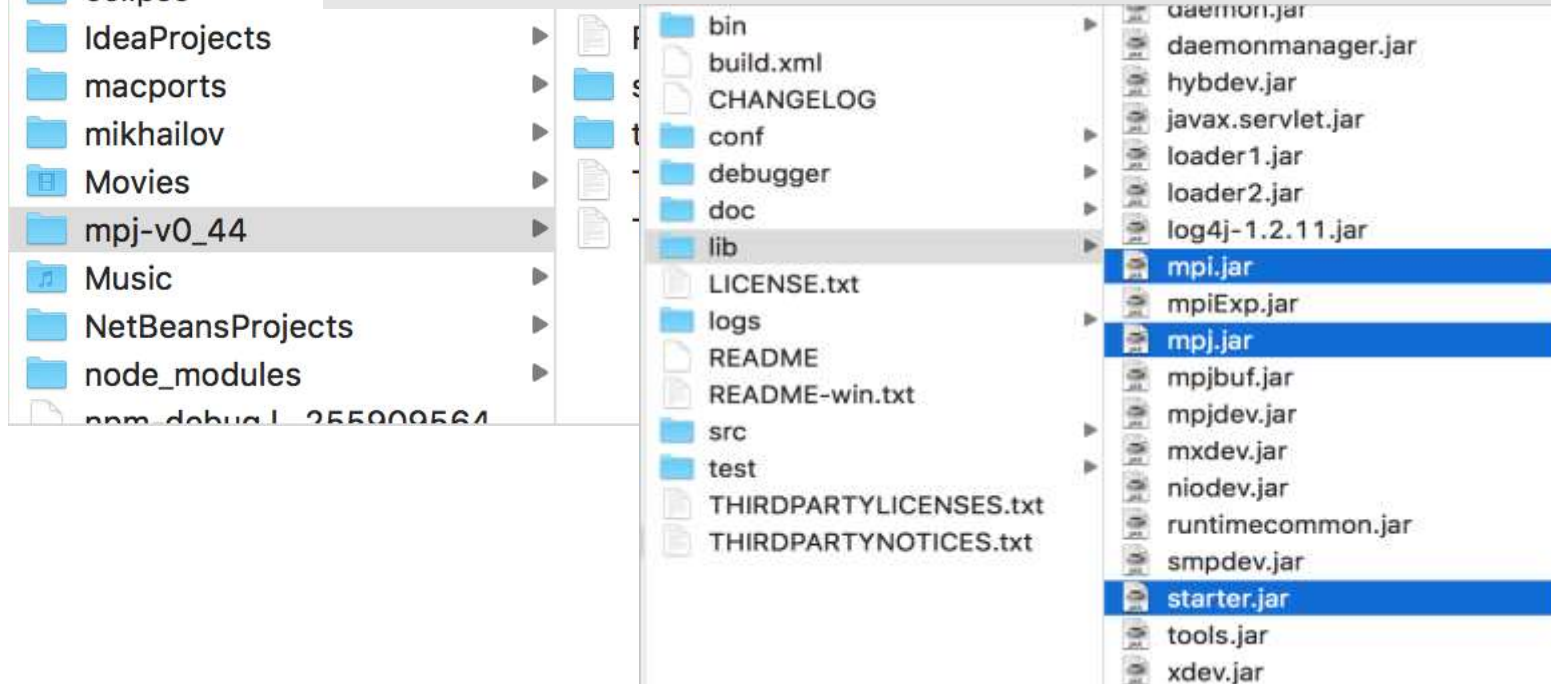 IdeaProjects
macports
mikhailov
Movies
mpj-v0_44
Music
NetBeansProjects
node_modules
bin
build.xml
CHANGELOG
conf
debugger
doc
lib
LICENSE.txt
logs
README
README-win.txt
src
test
THIRDPARTYLICENSES.txt
THIRDPARTYNOTICES.txt
daemon.jar
daemonmanager.jar
hybdev.jar
javax.servlet.jar
loader1.jar
loader2.jar
log4j-1.2.11.jar
mpi.jar
mpiExp.jar
mpj.jar
mpjbuf.jar
mpjdev.jar
mxdev.jar
niodev.jar
runtimecommon.jar
smpdev.jar
starter.jar
tools.jar
xdev.jar